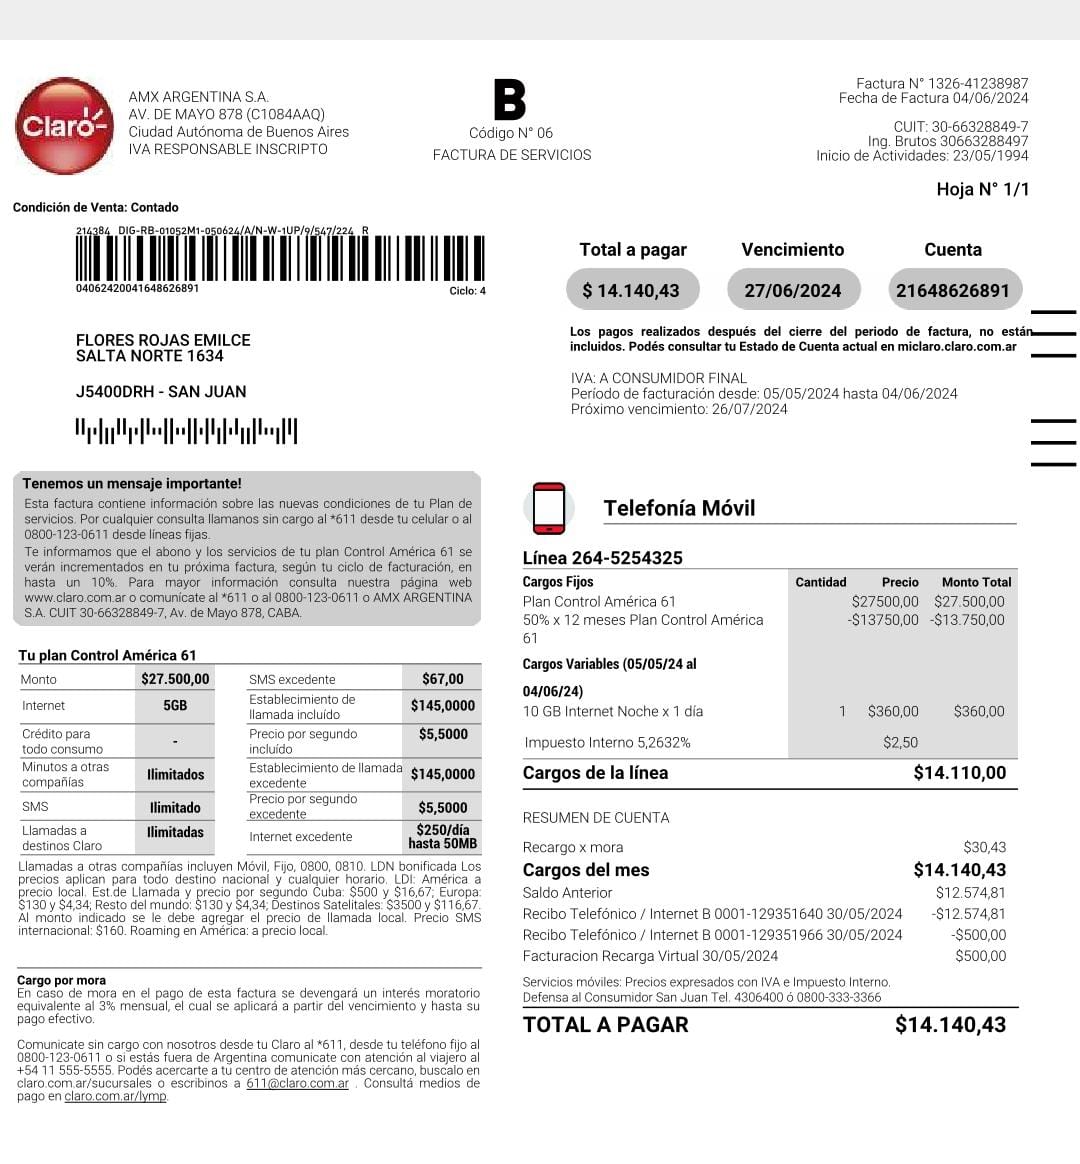 Claro
AMX ARGENTINA S.A.
AV. DE MAYO 878 (C1084AAQ)
Ciudad Autónoma de Buenos Aires
IVA RESPONSABLE INSCRIPTO
B
Código N° 06
FACTURA DE SERVICIOS
Factura N° 1326-41238987
Fecha de Factura 04/06/2024
CUIT: 30-66328849-7
Ing. Brutos 30663288497
Inicio de Actividades: 23/05/1994
Hoja N° 1/1
Condición de Venta: Contado
214384 DIG-RB-01052M1-050624/A/N-W-1UP/9/547/224 R
04062420041648626891
Ciclo: 4
Total a pagar Vencimiento Cuenta
$ 14.140,43 27/06/2024 21648626891
Los pagos realizados después del cierre del periodo de factura, no están
incluidos. Podés consultar tu Estado de Cuenta actual en miclaro.claro.com.ar
FLORES ROJAS EMILCE
SALTA NORTE 1634
J5400DRH - SAN JUAN
IVA: A CONSUMIDOR FINAL
Período de facturación desde: 05/05/2024 hasta 04/06/2024
Próximo vencimiento: 26/07/2024
Tenemos un mensaje importante!
Esta factura contiene información sobre las nuevas condiciones de tu Plan de
servicios. Por cualquier consulta llamanos sin cargo al *611 desde tu celular o al
0800-123-0611 desde líneas fijas.
Te informamos que el abono y los servicios de tu plan Control América 61 se
verán incrementados en tu próxima factura, según tu ciclo de facturación, en
hasta un 10%. Para mayor información consulta nuestra página web
www.claro.com.ar o comunícate al *611 o al 0800-123-0611 o AMX ARGENTINA
S.A. CUIT 30-66328849-7, Av. de Mayo 878, CABA.
Tu plan Control América 61
Monto $27.500,00
Internet 5GB
Crédito para
todo consumo -
Minutos a otras
compañías Ilimitados
SMS Ilimitado
Llamadas a
destinos Claro Ilimitadas
SMS excedente $67,00
Establecimiento de
llamada incluído $145,0000
Precio por segundo
incluído $5,5000
Establecimiento de llamada
excedente $145,0000
Precio por segundo
excedente $5,5000
Internet excedente $250/día
hasta 50MB
Llamadas a otras compañías incluyen Móvil, Fijo, 0800, 0810. LDN bonificada Los
precios aplican para todo destino nacional y cualquier horario. LDI: América a
precio local. Est.de Llamada y precio por segundo Cuba: $500 y $16,67; Europa:
$130 y $4,34; Resto del mundo: $130 y $4,34; Destinos Satelitales: $3500 y $116,67.
Al monto indicado se le debe agregar el precio de llamada local. Precio SMS
internacional: $160. Roaming en América: a precio local.
Cargo por mora
En caso de mora en el pago de esta factura se devengará un interés moratorio
equivalente al 3% mensual, el cual se aplicará a partir del vencimiento y hasta su
pago efectivo.
Comunicate sin cargo con nosotros desde tu Claro al *611, desde tu teléfono fijo al
0800-123-0611 o si estás fuera de Argentina comunicate con atención al viajero al
+54 11 555-5555. Podés acercarte a tu centro de atención más cercano, buscalo en
claro.com.ar/sucursales o escribinos a 611@claro.com.ar . Consultá medios de
pago en claro.com.ar/lymp.
Telefonía Móvil
Línea 264-5254325
Cargos Fijos Cantidad Precio Monto Total
Plan Control América 61 $27500,00 $27.500,00
50% x 12 meses Plan Control América -$13750,00 -$13.750,00
61
Cargos Variables (05/05/24 al
04/06/24)
10 GB Internet Noche x 1 día 1 $360,00 $360,00
Impuesto Interno 5,2632% $2,50
Cargos de la línea $14.110,00
RESUMEN DE CUENTA
Recargo x mora $30,43
Cargos del mes $14.140,43
Saldo Anterior $12.574,81
Recibo Telefónico / Internet B 0001-129351640 30/05/2024 -$12.574,81
Recibo Telefónico / Internet B 0001-129351966 30/05/2024 -$500,00
Facturacion Recarga Virtual 30/05/2024 $500,00
Servicios móviles: Precios expresados con IVA e Impuesto Interno.
Defensa al Consumidor San Juan Tel. 4306400 ó 0800-333-3366
TOTAL A PAGAR $14.140,43